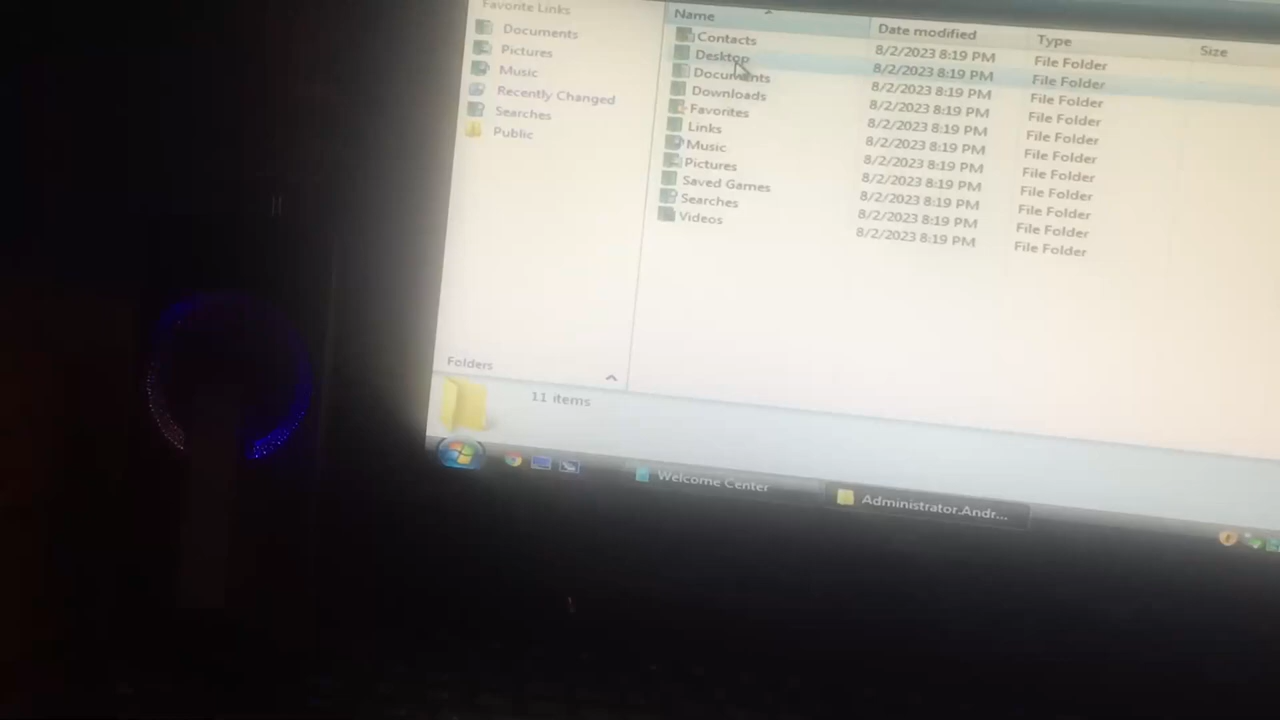 Favorite Links
Documents
Pictures
Music
Recently Changed
Searches
Public
Folders
Name Date modified Type Size
Contacts 8/2/2023 8:19 PM File Folder
Desktop 8/2/2023 8:19 PM File Folder
Documents 8/2/2023 8:19 PM File Folder
Downloads 8/2/2023 8:19 PM File Folder
Favorites 8/2/2023 8:19 PM File Folder
Links 8/2/2023 8:19 PM File Folder
Music 8/2/2023 8:19 PM File Folder
Pictures 8/2/2023 8:19 PM File Folder
Saved Games 8/2/2023 8:19 PM File Folder
Searches 8/2/2023 8:19 PM File Folder
Videos 8/2/2023 8:19 PM File Folder
11 items
Welcome Center
Administrator.Andr...